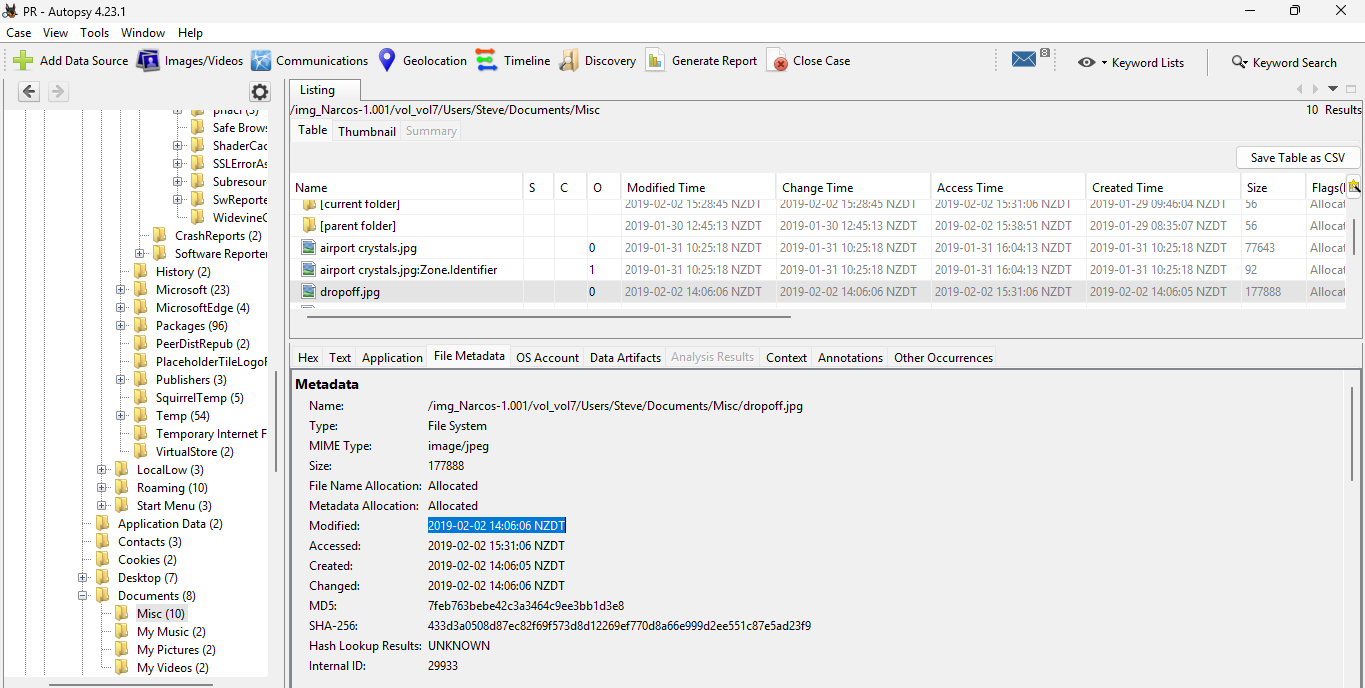 PR - Autopsy 4.23.1
Case View Tools Window Help
Add Data Source Images/Videos Communications Geolocation Timeline Discovery Generate Report Close Case 8 Keyword Lists Keyword Search
Listing
/img_Narcos-1.001/vol_vol7/Users/Steve/Documents/Misc 10 Results
Table Thumbnail Summary
Save Table as CSV
Name S C O Modified Time Change Time Access Time Created Time Size Flags(
[current folder] 2019-02-02 15:28:45 NZDT 2019-02-02 15:28:45 NZDT 2019-02-02 15:31:06 NZDT 2019-01-29 09:46:04 NZDT 56 Allocat
[parent folder] 2019-01-30 12:45:13 NZDT 2019-01-30 12:45:13 NZDT 2019-02-02 15:38:51 NZDT 2019-01-29 08:35:07 NZDT 56 Allocat
airport crystals.jpg 0 2019-01-31 10:25:18 NZDT 2019-01-31 10:25:18 NZDT 2019-01-31 16:04:13 NZDT 2019-01-31 10:25:18 NZDT 77643 Allocat
airport crystals.jpg:Zone.Identifier 1 2019-01-31 10:25:18 NZDT 2019-01-31 10:25:18 NZDT 2019-01-31 16:04:13 NZDT 2019-01-31 10:25:18 NZDT 92 Allocat
dropoff.jpg 0 2019-02-02 14:06:06 NZDT 2019-02-02 14:06:06 NZDT 2019-02-02 15:31:06 NZDT 2019-02-02 14:06:05 NZDT 177888 Allocat
Safe Brows
ShaderCac
SSLErrorAs
Subresour
SwReporte
WidevineC
CrashReports (2)
Software Reporter
History (2)
Microsoft (23)
MicrosoftEdge (4)
Packages (96)
PeerDistRepub (2)
PlaceholderTileLogoF
Publishers (3)
SquirrelTemp (5)
Temp (54)
Temporary Internet F
VirtualStore (2)
LocalLow (3)
Roaming (10)
Start Menu (3)
Application Data (2)
Contacts (3)
Cookies (2)
Desktop (7)
Documents (8)
Misc (10)
My Music (2)
My Pictures (2)
My Videos (2)
Hex Text Application File Metadata OS Account Data Artifacts Analysis Results Context Annotations Other Occurrences
Metadata
Name: /img_Narcos-1.001/vol_vol7/Users/Steve/Documents/Misc/dropoff.jpg
Type: File System
MIME Type: image/jpeg
Size: 177888
File Name Allocation: Allocated
Metadata Allocation: Allocated
Modified: 2019-02-02 14:06:06 NZDT
Accessed: 2019-02-02 15:31:06 NZDT
Created: 2019-02-02 14:06:05 NZDT
Changed: 2019-02-02 14:06:06 NZDT
MD5: 7feb763bebe42c3a3464c9ee3bb1d3e8
SHA-256: 433d3a0508d87ec82f69f573d8d12269ef770d8a66e999d2ee551c87e5ad23f9
Hash Lookup Results: UNKNOWN
Internal ID: 29933